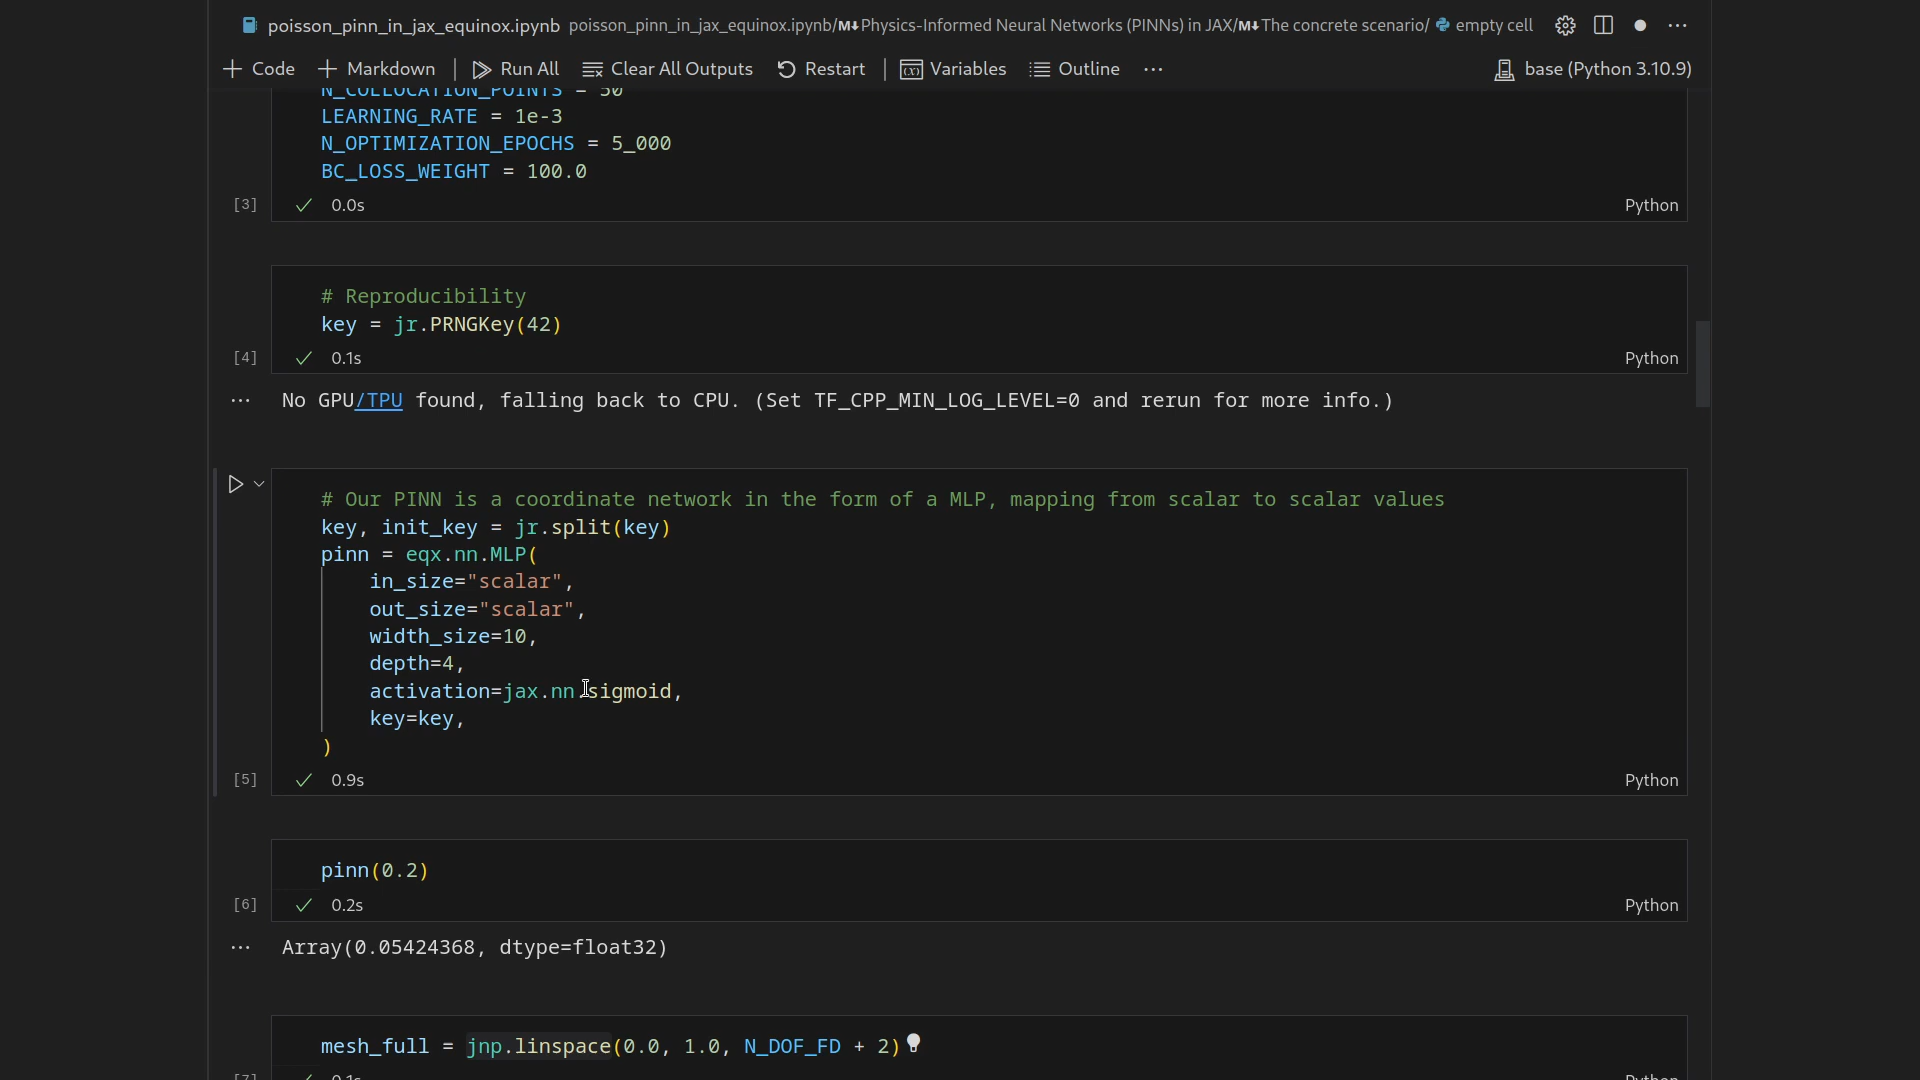 poisson_pinn_in_jax_equinox.ipynb poisson_pinn_in_jax_equinox.ipynb/M↓Physics-Informed Neural Networks (PINNs) in JAX/M↓The concrete scenario/ empty cell
Code Markdown Run All Clear All Outputs Restart Variables Outline ··· base (Python 3.10.9)
N_COLLOCATION_POINTS = 50
LEARNING_RATE = 1e-3
N_OPTIMIZATION_EPOCHS = 5_000
BC_LOSS_WEIGHT = 100.0
[3] ✓ 0.0s Python
# Reproducibility
key = jr.PRNGKey(42)
[4] ✓ 0.1s Python
··· No GPU/TPU found, falling back to CPU. (Set TF_CPP_MIN_LOG_LEVEL=0 and rerun for more info.)
# Our PINN is a coordinate network in the form of a MLP, mapping from scalar to scalar values
key, init_key = jr.split(key)
pinn = eqx.nn.MLP(
    in_size="scalar",
    out_size="scalar",
    width_size=10,
    depth=4,
    activation=jax.nn.sigmoid,
    key=key,
)
[5] ✓ 0.9s Python
pinn(0.2)
[6] ✓ 0.2s Python
··· Array(0.05424368, dtype=float32)
mesh_full = jnp.linspace(0.0, 1.0, N_DOF_FD + 2)
[7] ✓ 0.1s Python